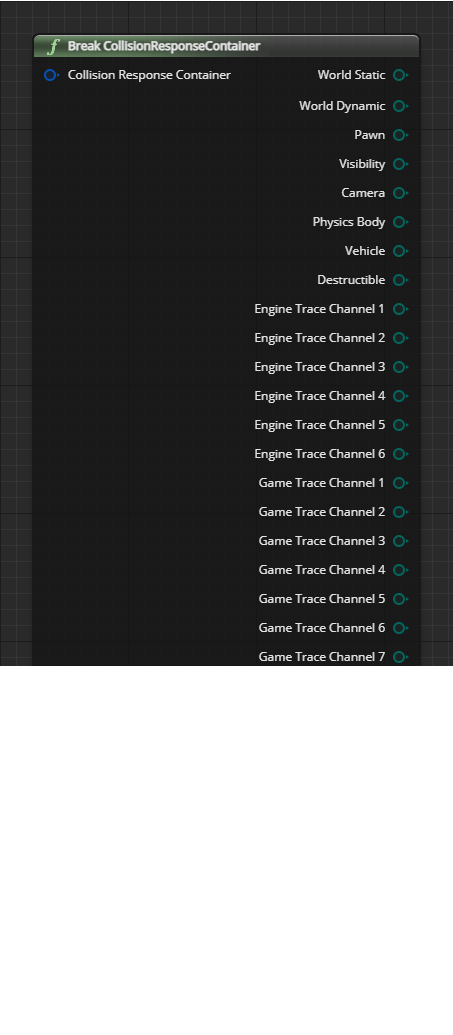 f Break CollisionResponseContainer
Collision Response Container World Static
World Dynamic
Pawn
Visibility
Camera
Physics Body
Vehicle
Destructible
Engine Trace Channel 1
Engine Trace Channel 2
Engine Trace Channel 3
Engine Trace Channel 4
Engine Trace Channel 5
Engine Trace Channel 6
Game Trace Channel 1
Game Trace Channel 2
Game Trace Channel 3
Game Trace Channel 4
Game Trace Channel 5
Game Trace Channel 6
Game Trace Channel 7